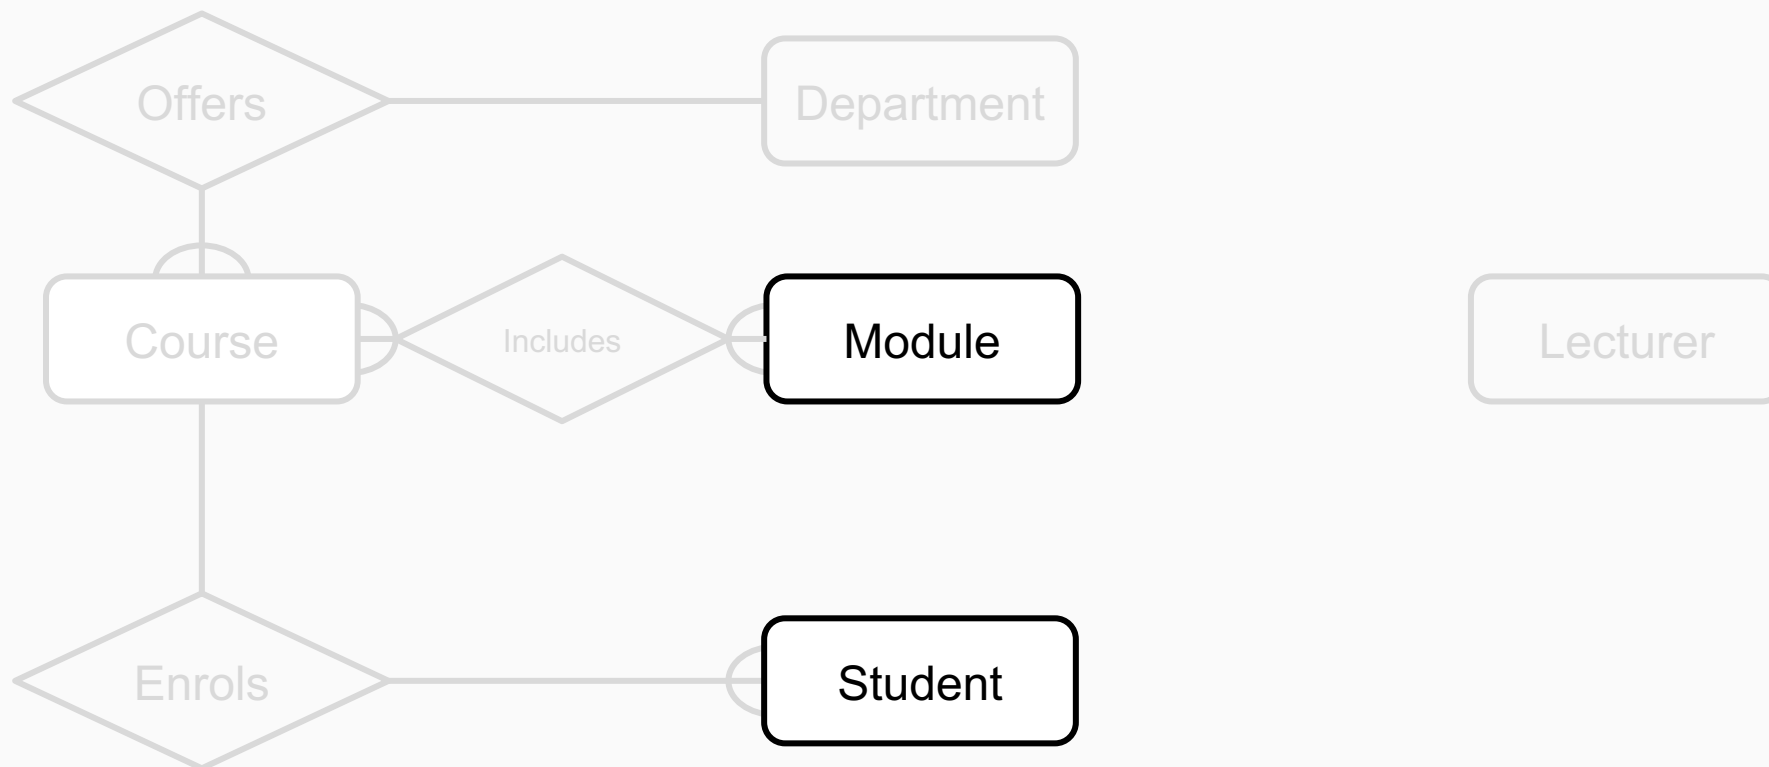 Offers
Department
Course
Includes
Module
Lecturer
Enrols
Student